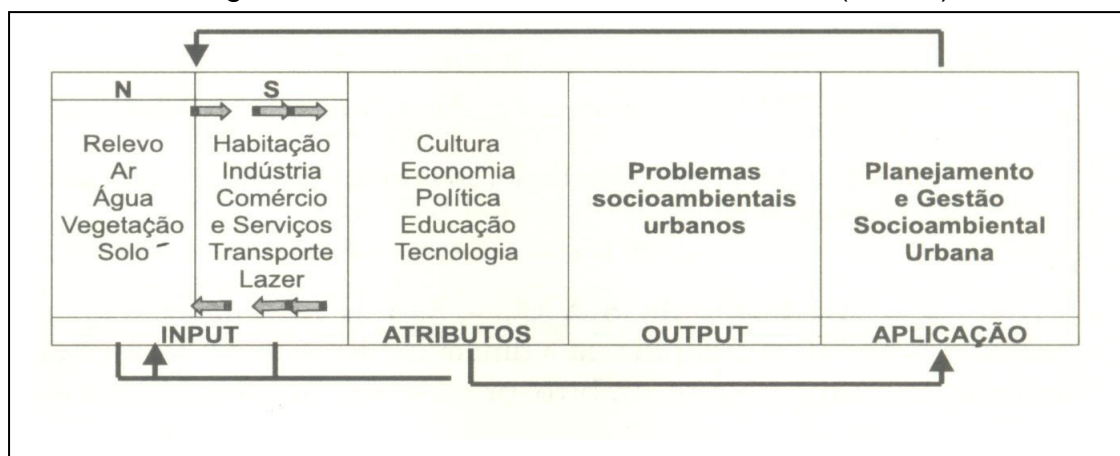 N
S
Relevo
Ar
Água
Vegetação
Solo
Habitação
Indústria
Comércio
e Serviços
Transporte
Lazer
Cultura
Economia
Política
Educação
Tecnologia
Problemas
socioambientais
urbanos
Planejamento
e Gestão
Socioambiental
Urbana
INPUT
ATRIBUTOS
OUTPUT
APLICAÇÃO